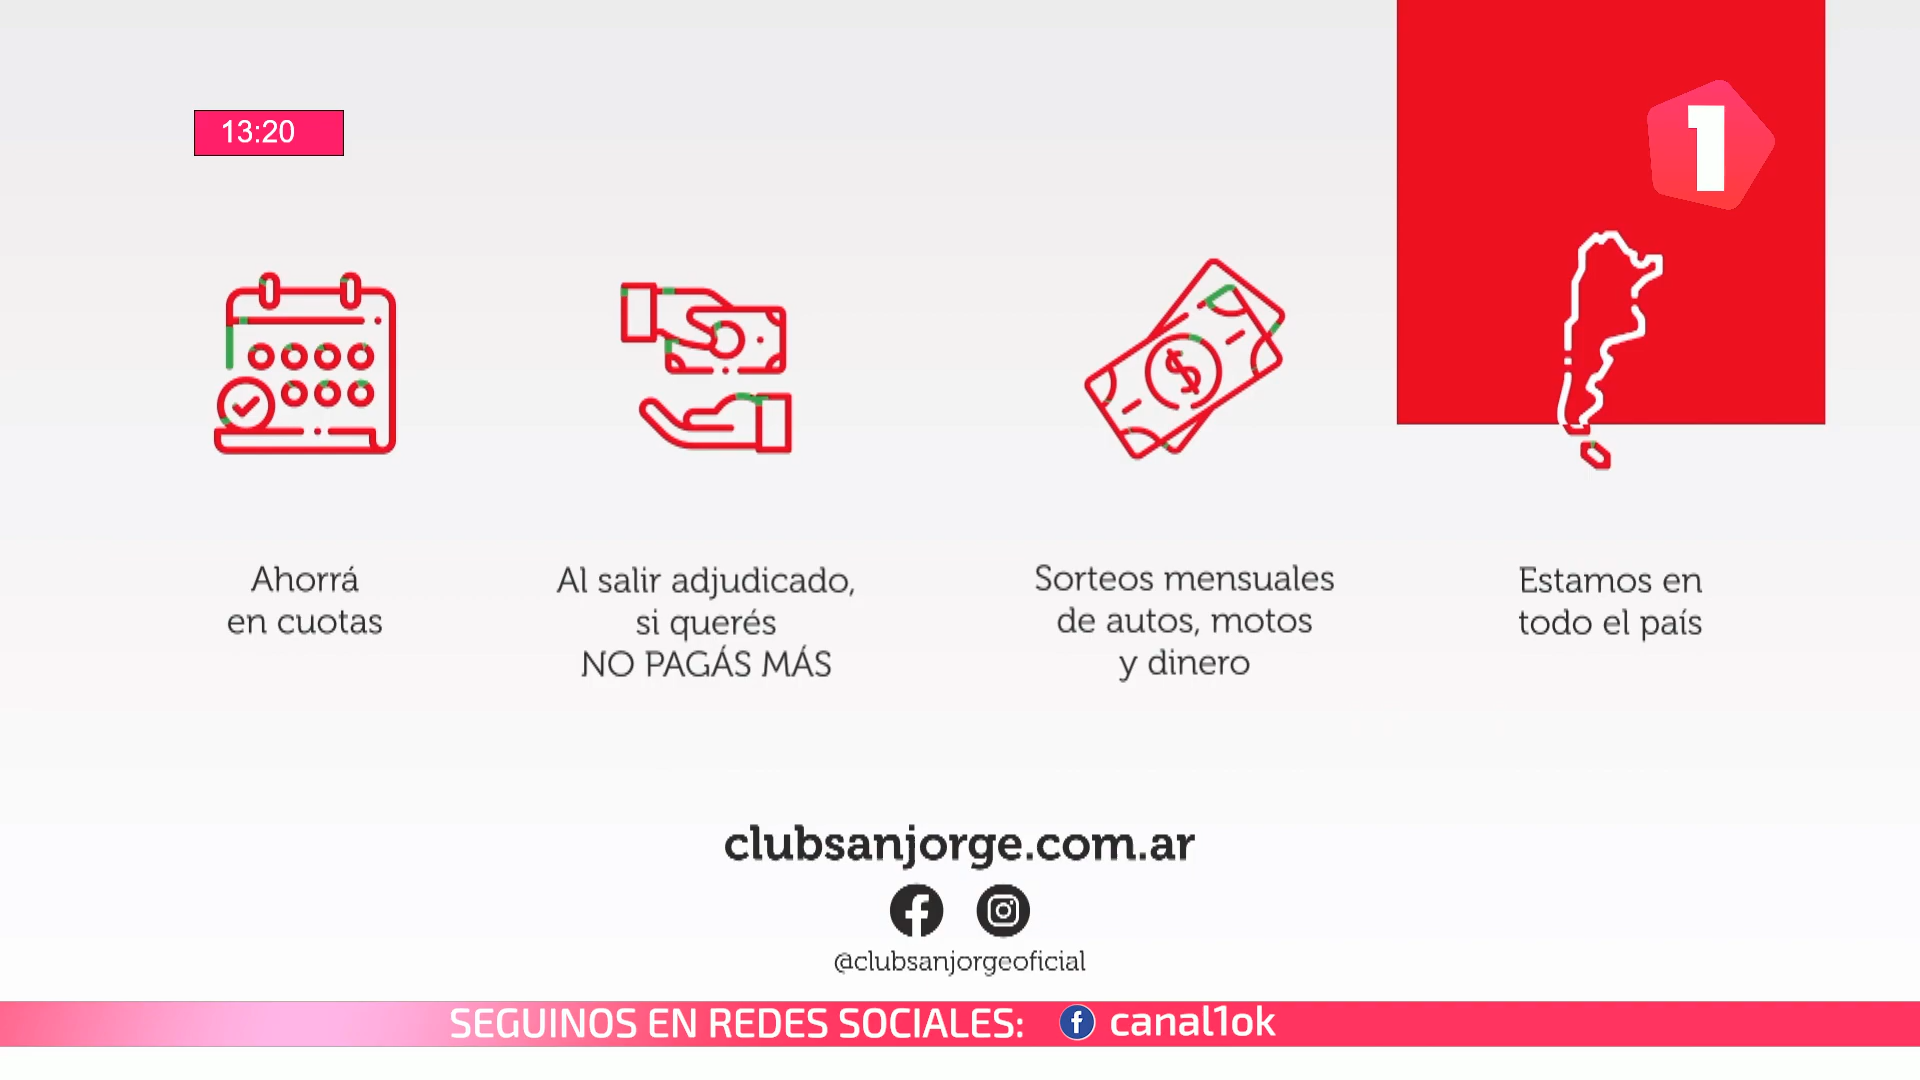 13:20
1
$
Ahorrá
en cuotas
Al salir adjudicado,
si querés
NO PAGÁS MÁS
Sorteos mensuales
de autos, motos
y dinero
Estamos en
todo el país
clubsanjorge.com.ar
@clubsanjorgeoficial
SEGUINOS EN REDES SOCIALES: canal1ok